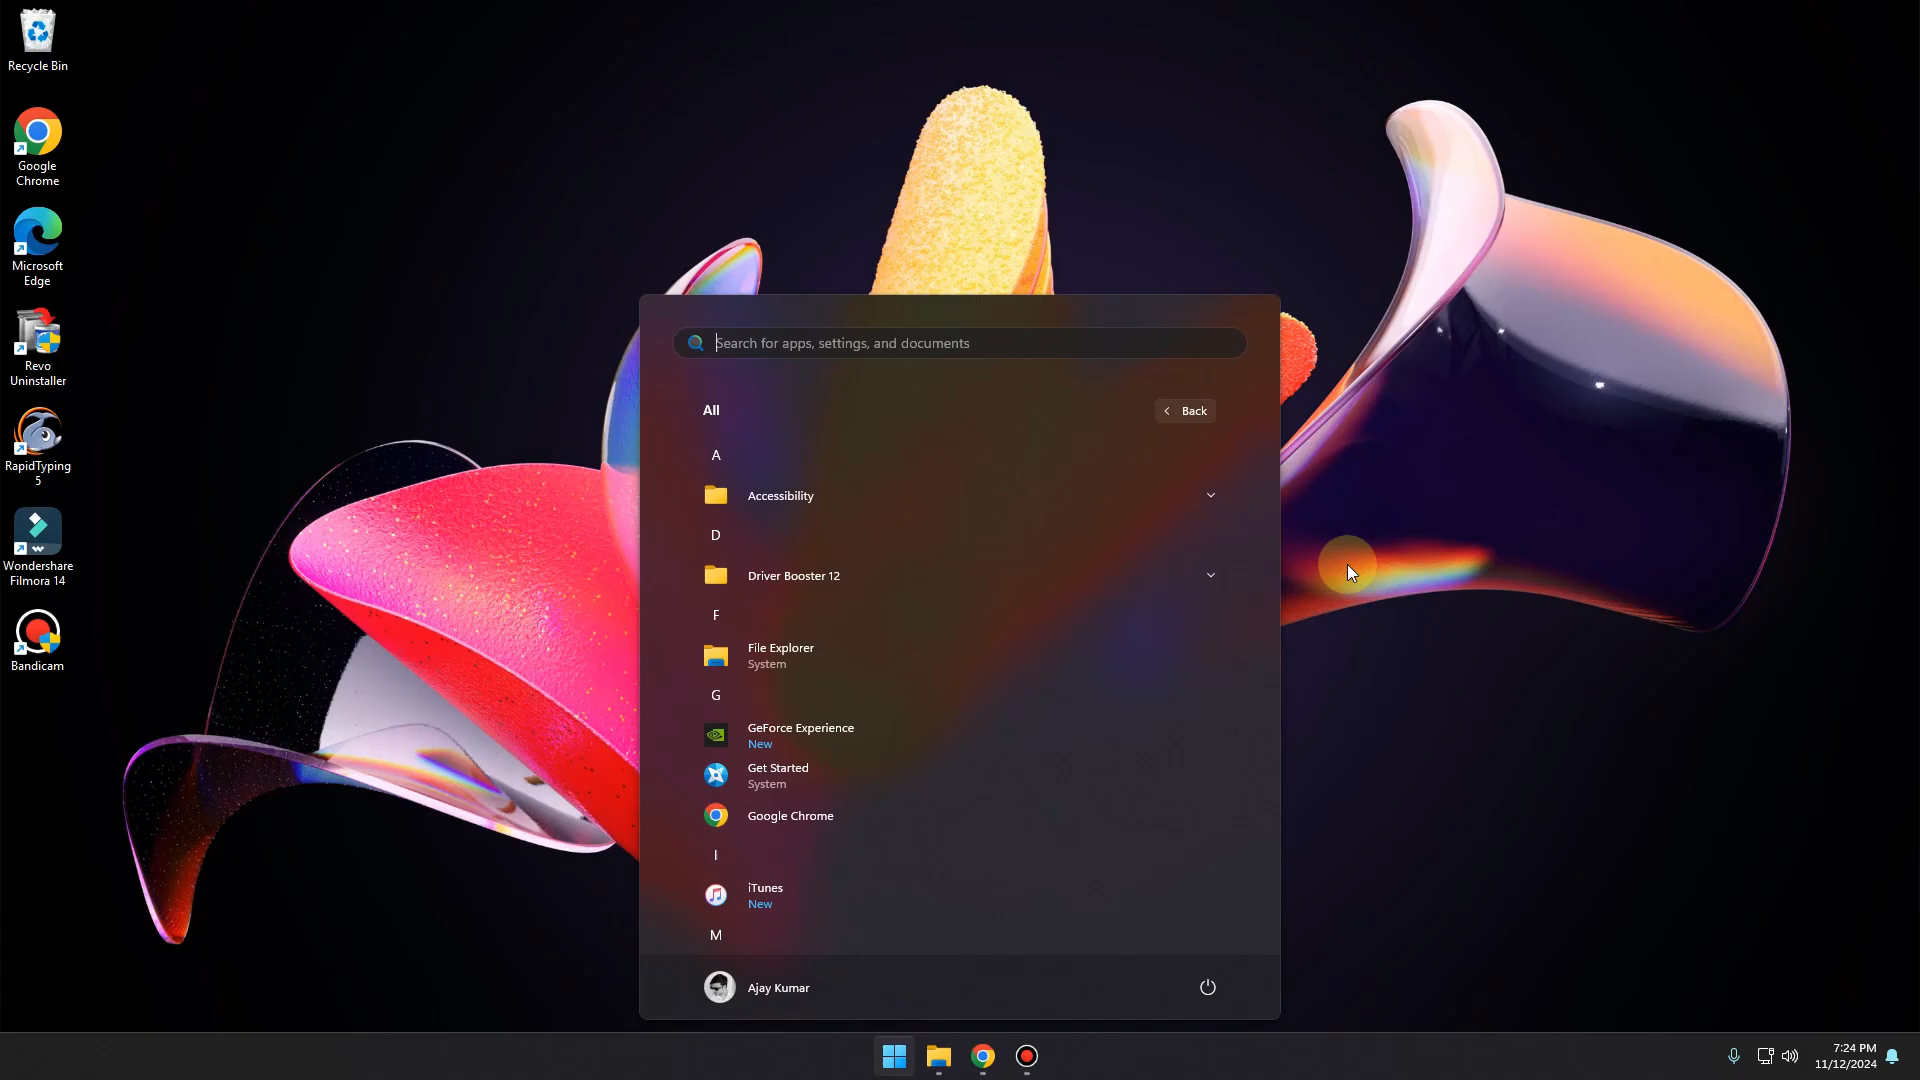 Recycle Bin
Google
Chrome
Microsoft
Edge
Revo
Uninstaller
RapidTyping
5
Wondershare
Filmora 14
Bandicam
Search for apps, settings, and documents
All
Back
A
Accessibility
D
Driver Booster 12
F
File Explorer
System
G
GeForce Experience
New
Get Started
System
Google Chrome
I
iTunes
New
M
Ajay Kumar
7:24 PM
11/12/2024